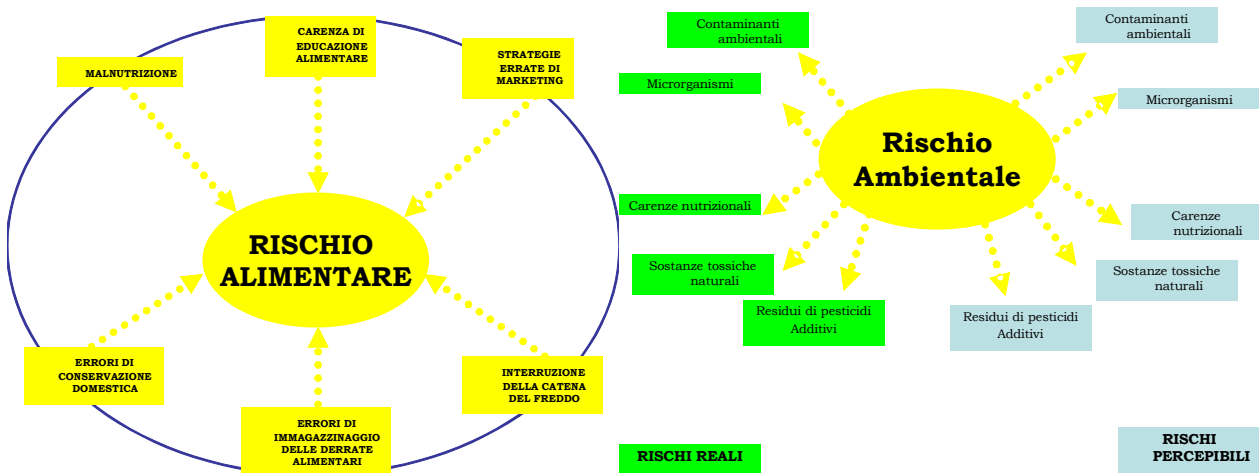 CARENZA DI
EDUCAZIONE
ALIMENTARE
MALNUTRIZIONE
STRATEGIE
ERRATE DI
MARKETING
RISCHIO
ALIMENTARE
ERRORI DI
CONSERVAZIONE
DOMESTICA
ERRORI DI
IMMAGAZZINAGGIO
DELLE DERRATE
ALIMENTARI
INTERRUZIONE
DELLA CATENA
DEL FREDDO
Contaminanti
ambientali
Microrganismi
Carenze nutrizionali
Sostanze tossiche
naturali
Residui di pesticidi
Additivi
Rischio
Ambientale
Contaminanti
ambientali
Microrganismi
Carenze
nutrizionali
Sostanze tossiche
naturali
Residui di pesticidi
Additivi
RISCHI REALI
RISCHI
PERCEPIBILI